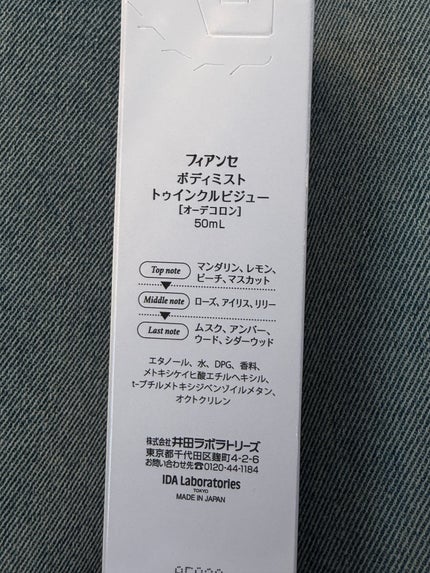 フィアンセ
ボディミスト
トゥインクルビジュー
[オーデコロン]
50mL
Top note マンダリン、レモン、
ピーチ、マスカット
Middle note ローズ、アイリス、リリー
Last note ムスク、アンバー、
ウード、シダーウッド
エタノール、水、DPG、香料、
メトキシケイヒ酸エチルヘキシル、
t-ブチルメトキシジベンゾイルメタン、
オクトクリレン
株式会社 井田ラボラトリーズ
東京都千代田区麹町4-2-6
お問い合わせ先☎0120-44-1184
IDA Laboratories
TOKYO
MADE IN JAPAN